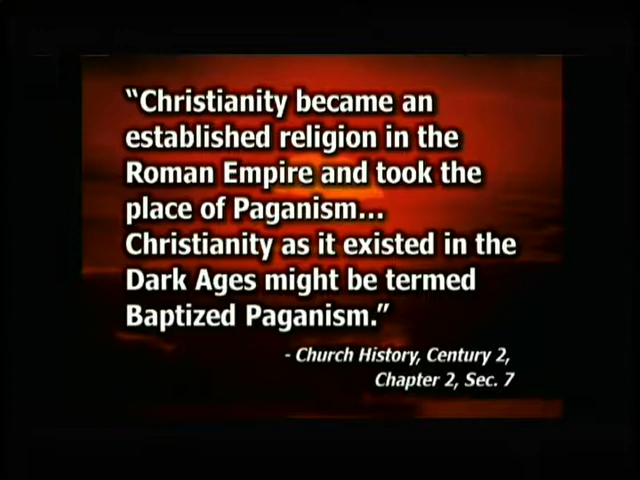 “Christianity became an
established religion in the
Roman Empire and took the
place of Paganism...
Christianity as it existed in the
Dark Ages might be termed
Baptized Paganism.”
- Church History, Century 2,
Chapter 2, Sec. 7